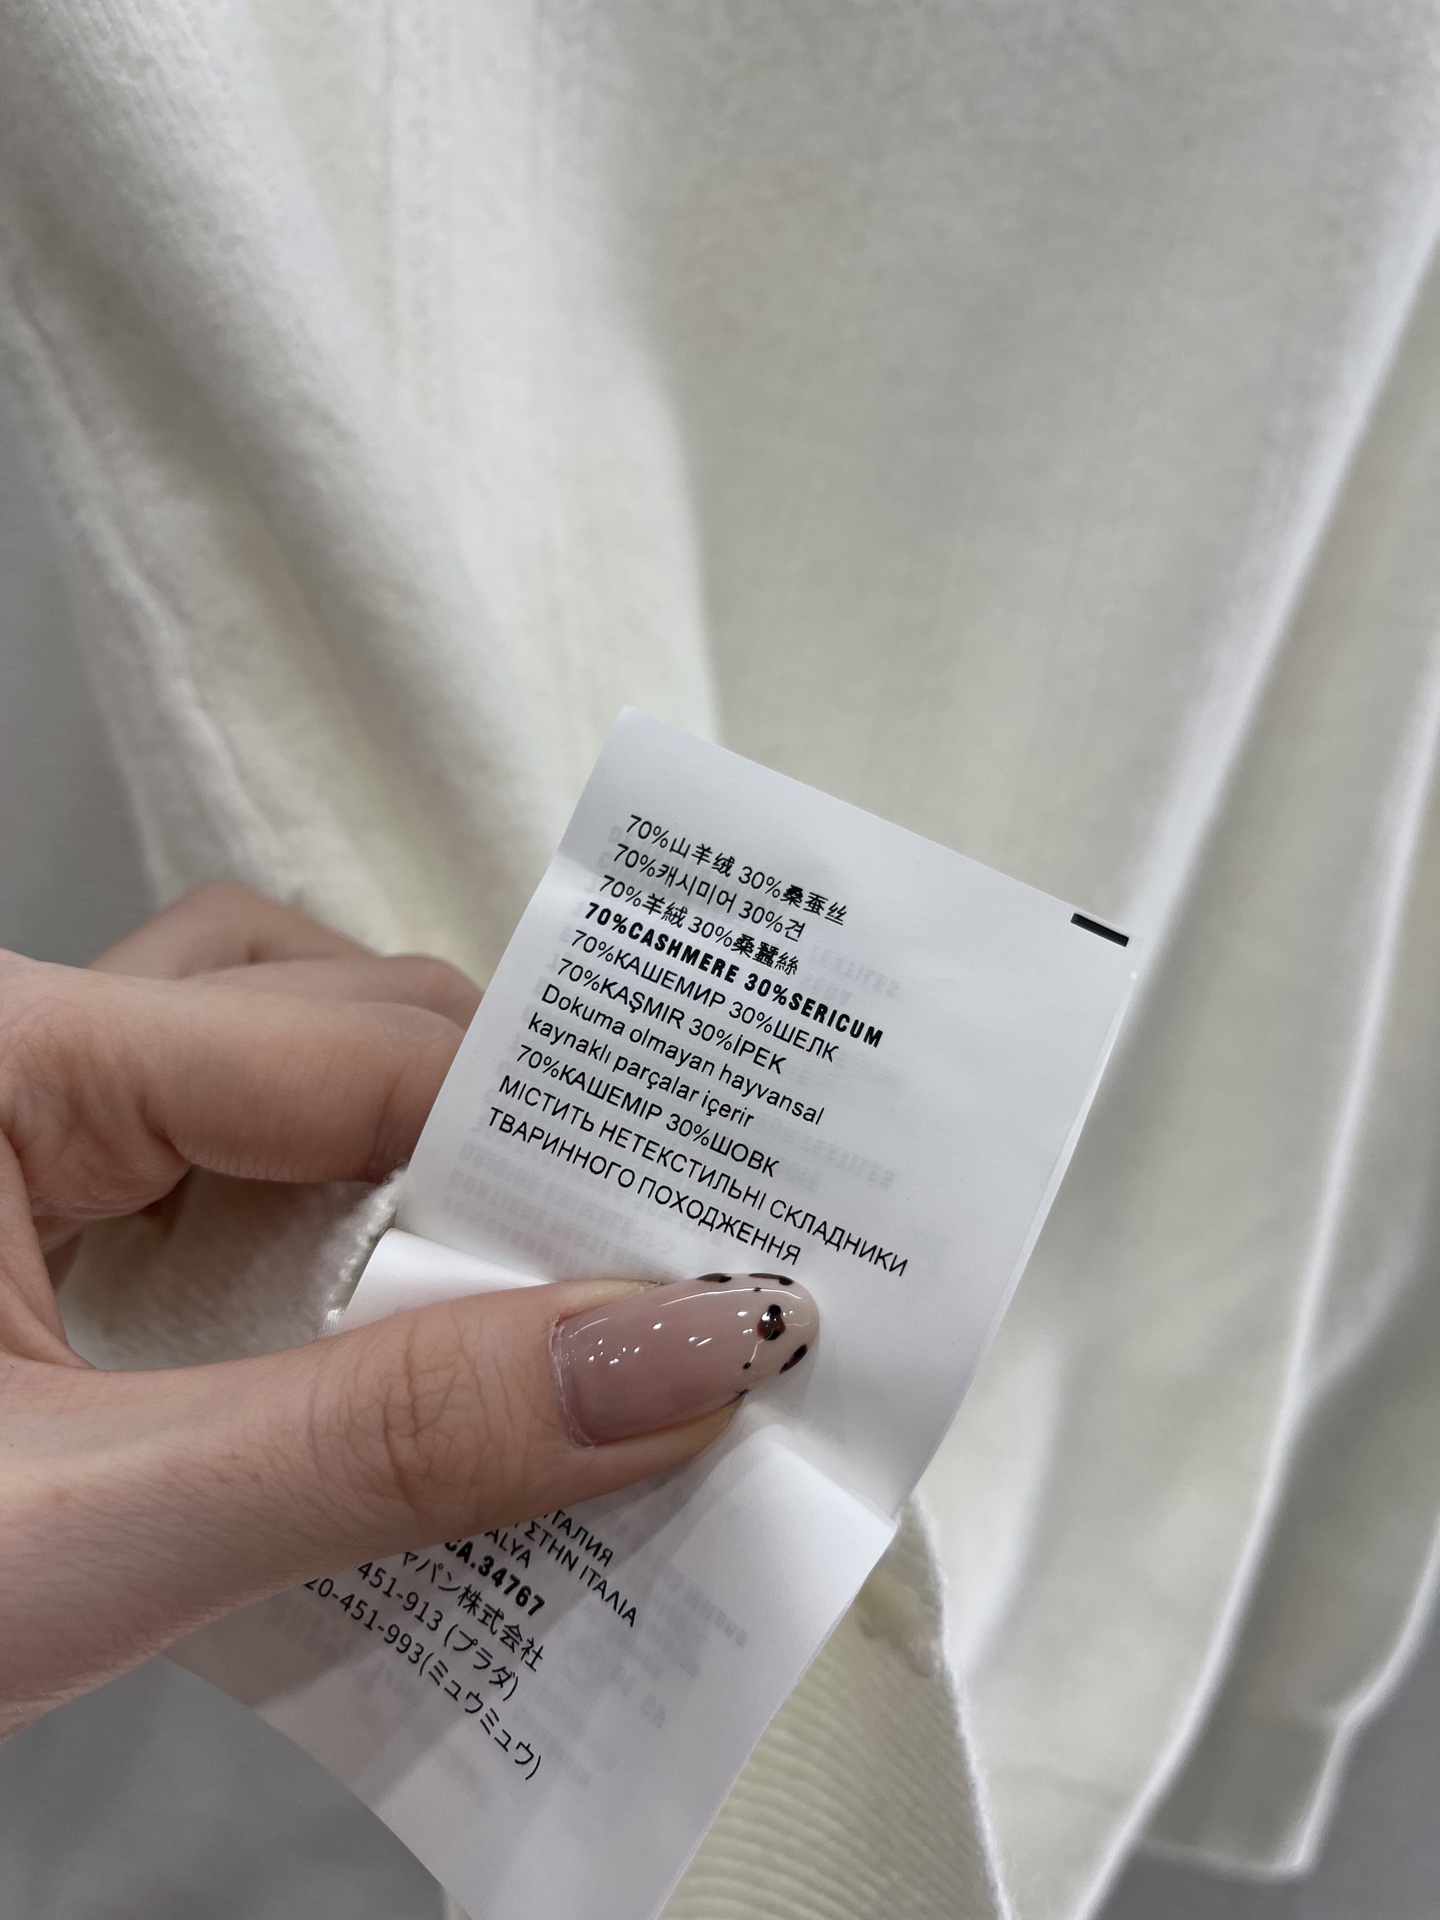 70%山羊绒 30%桑蚕丝
70%캐시미어 30%견
70%羊絨 30%桑蠶絲
70%CASHMERE 30%SERICUM
70%КАШЕМИР 30%ШЕЛК
70%KAŞMIR 30%İPEK
Dokuma olmayan hayvansal
kaynaklı parçalar içerir
70%КАШЕМІР 30%ШОВК
МІСТИТЬ НЕТЕКСТИЛЬНІ СКЛАДНИКИ
ТВАРИННОГО ПОХОДЖЕННЯ
ТАЛИЯ
ΣΤΗΝ ΙΤΑΛΙΑ
ALYA
CA.34767
ャパン株式会社
451-913 (プラダ)
20-451-993(ミュウミュウ)